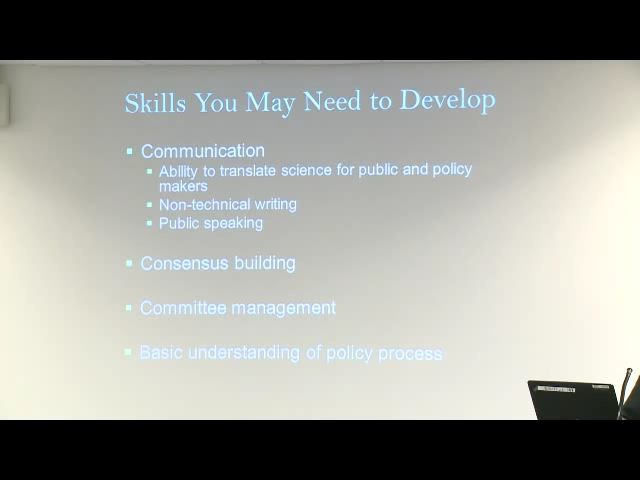 Skills You May Need to Develop
▪ Communication
▪ Ability to translate science for public and policy
makers
▪ Non-technical writing
▪ Public speaking
▪ Consensus building
▪ Committee management
▪ Basic understanding of policy process